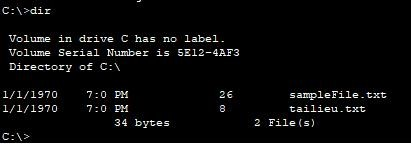 C:\>dir
Volume in drive C has no label.
Volume Serial Number is 5E12-4AF3
Directory of C:\
1/1/1970 7:0 PM 26 sampleFile.txt
1/1/1970 7:0 PM 8 tailieu.txt
34 bytes 2 File(s)
C:\>